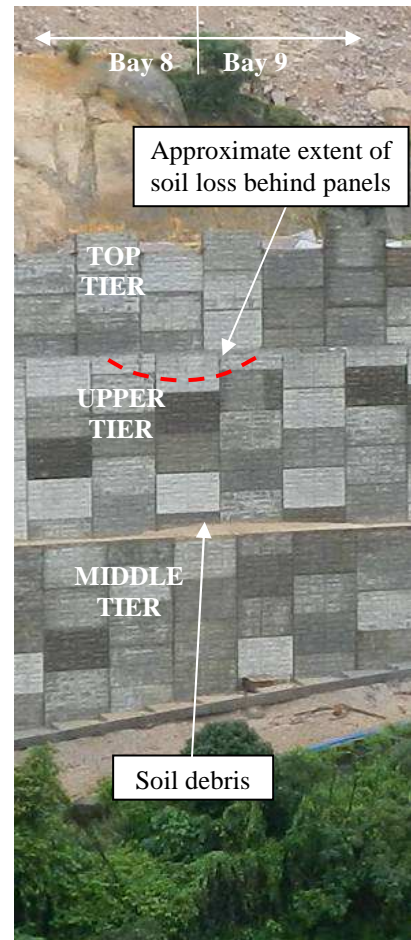 Bay 8 Bay 9
Approximate extent of
soil loss behind panels
TOP
TIER
UPPER
TIER
MIDDLE
TIER
Soil debris